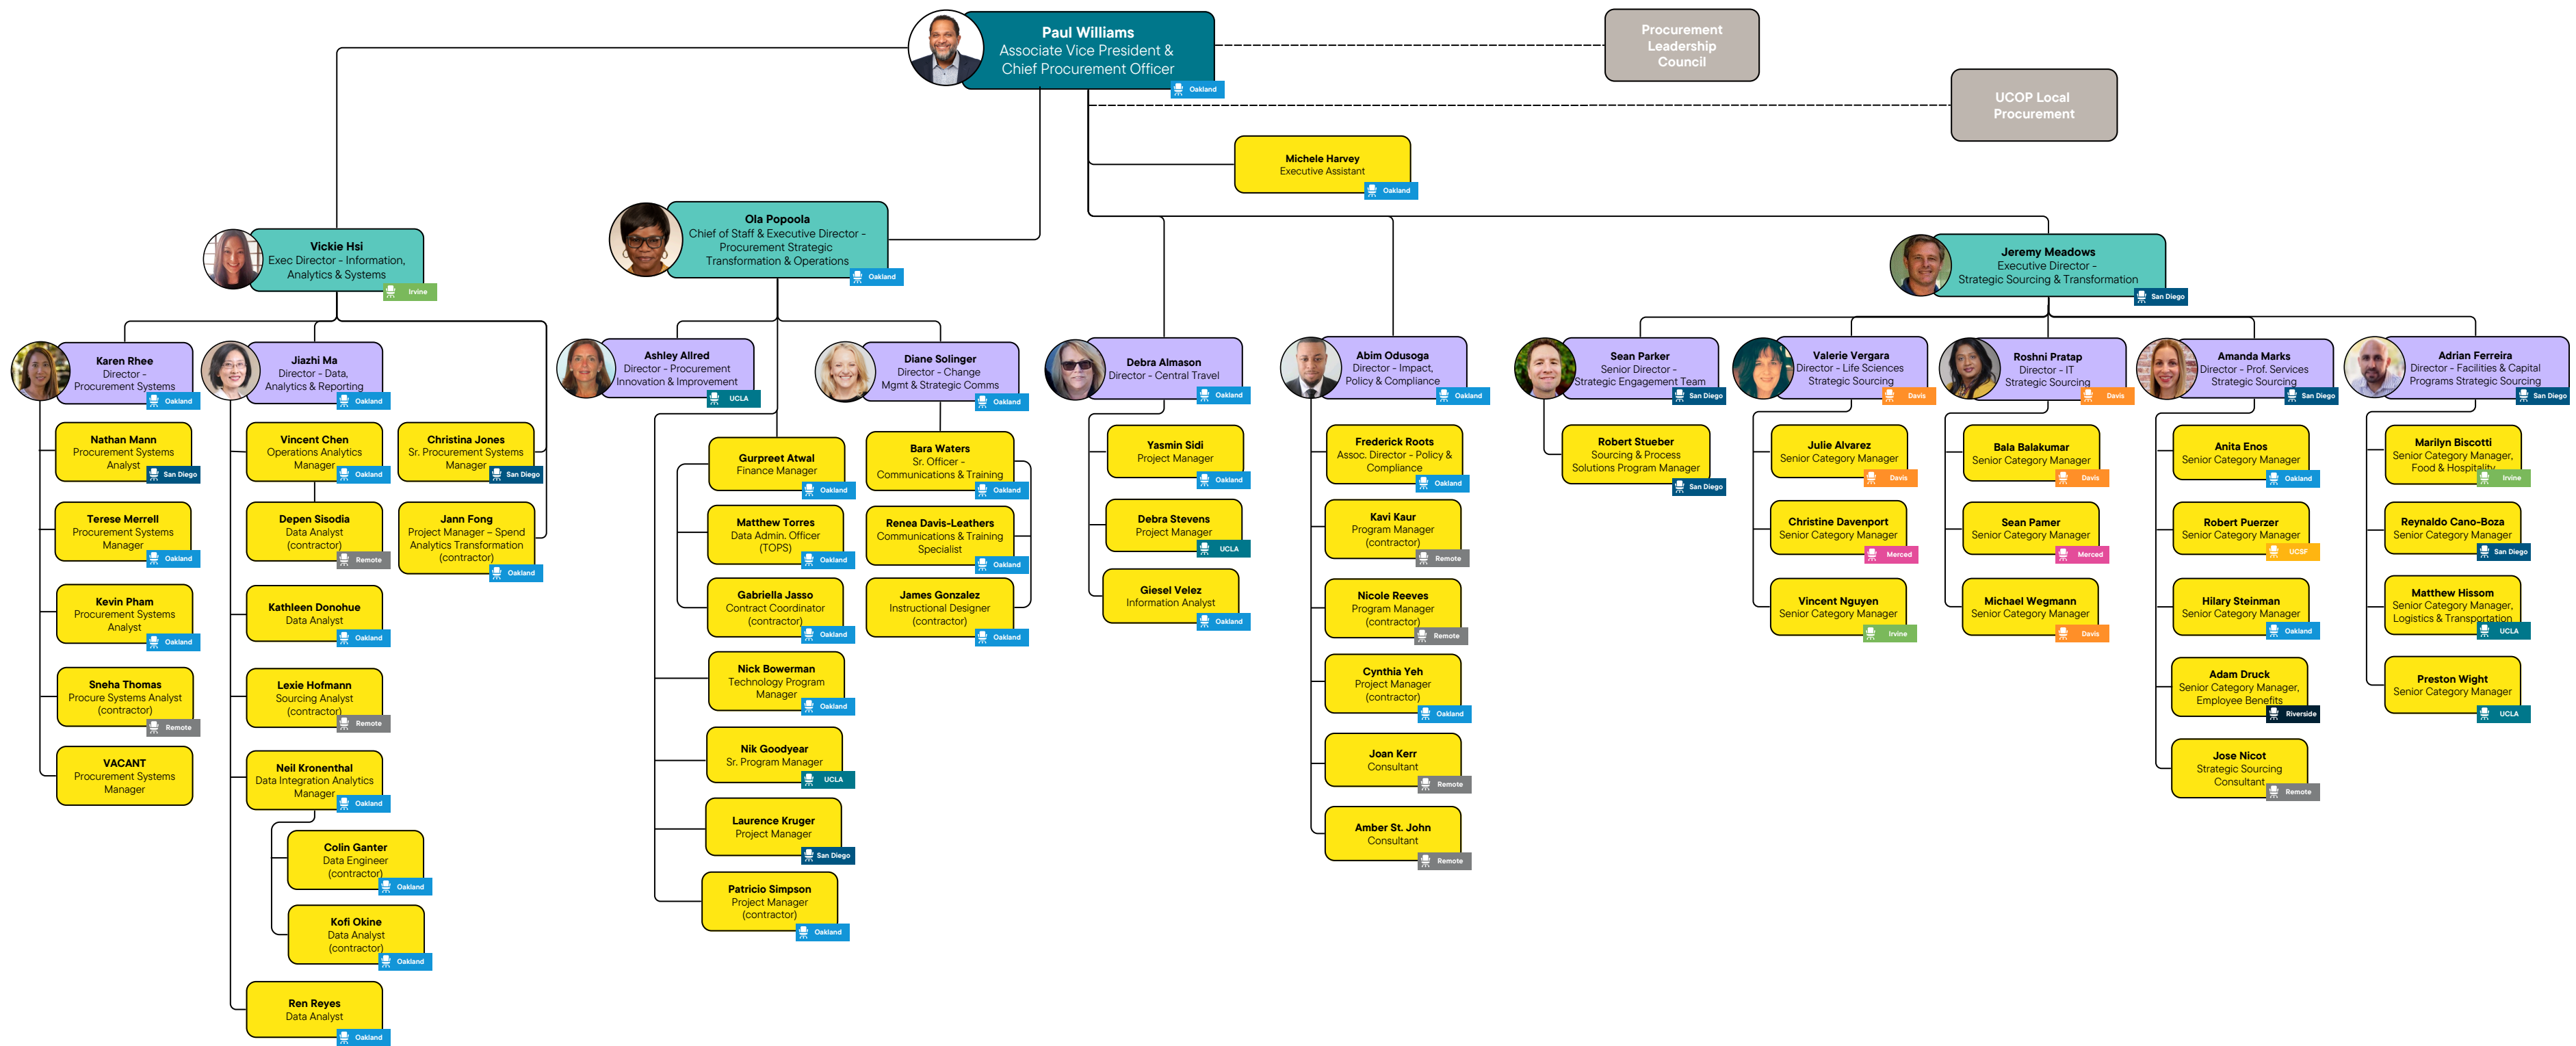 Paul Williams
Associate Vice President &
Chief Procurement Officer
Oakland
Procurement
Leadership
Council
UCOP Local
Procurement
Michele Harvey
Executive Assistant
Oakland
Vickie Hsi
Exec Director - Information,
Analytics & Systems
Irvine
Ola Popoola
Chief of Staff & Executive Director -
Procurement Strategic
Transformation & Operations
Oakland
Jeremy Meadows
Executive Director -
Strategic Sourcing & Transformation
San Diego
Karen Rhee
Director -
Procurement Systems
Oakland
Nathan Mann
Procurement Systems
Analyst
San Diego
Terese Merrell
Procurement Systems
Manager
Oakland
Kevin Pham
Procurement Systems
Analyst
Oakland
Sneha Thomas
Procure Systems Analyst
(contractor)
Remote
VACANT
Procurement Systems
Manager
Jiazhi Ma
Director - Data,
Analytics & Reporting
Oakland
Vincent Chen
Operations Analytics
Manager
Oakland
Depen Sisodia
Data Analyst
(contractor)
Remote
Kathleen Donohue
Data Analyst
Oakland
Lexie Hofmann
Sourcing Analyst
(contractor)
Remote
Neil Kronenthal
Data Integration Analytics
Manager
Oakland
Colin Ganter
Data Engineer
(contractor)
Oakland
Kofi Okine
Data Analyst
(contractor)
Oakland
Ren Reyes
Data Analyst
Oakland
Christina Jones
Sr. Procurement Systems
Manager
San Diego
Jann Fong
Project Manager – Spend
Analytics Transformation
(contractor)
Oakland
Ashley Allred
Director - Procurement
Innovation & Improvement
UCLA
Gurpreet Atwal
Finance Manager
Oakland
Matthew Torres
Data Admin. Officer
(TOPS)
Oakland
Gabriella Jasso
Contract Coordinator
(contractor)
Oakland
Nick Bowerman
Technology Program
Manager
Oakland
Nik Goodyear
Sr. Program Manager
UCLA
Laurence Kruger
Project Manager
San Diego
Patricio Simpson
Project Manager
(contractor)
Oakland
Diane Solinger
Director - Change
Mgmt & Strategic Comms
Oakland
Bara Waters
Sr. Officer -
Communications & Training
Oakland
Renea Davis-Leathers
Communications & Training
Specialist
Oakland
James Gonzalez
Instructional Designer
(contractor)
Oakland
Debra Almason
Director - Central Travel
Oakland
Yasmin Sidi
Project Manager
Oakland
Debra Stevens
Project Manager
UCLA
Giesel Velez
Information Analyst
Oakland
Abim Odusoga
Director - Impact,
Policy & Compliance
Oakland
Frederick Roots
Assoc. Director - Policy &
Compliance
Oakland
Kavi Kaur
Program Manager
(contractor)
Remote
Nicole Reeves
Program Manager
(contractor)
Remote
Cynthia Yeh
Project Manager
(contractor)
Oakland
Joan Kerr
Consultant
Remote
Amber St. John
Consultant
Remote
Sean Parker
Senior Director -
Strategic Engagement Team
San Diego
Robert Stueber
Sourcing & Process
Solutions Program Manager
San Diego
Valerie Vergara
Director - Life Sciences
Strategic Sourcing
Davis
Julie Alvarez
Senior Category Manager
Davis
Christine Davenport
Senior Category Manager
Merced
Vincent Nguyen
Senior Category Manager
Irvine
Roshni Pratap
Director - IT
Strategic Sourcing
Davis
Bala Balakumar
Senior Category Manager
Davis
Sean Pamer
Senior Category Manager
Merced
Michael Wegmann
Senior Category Manager
Davis
Amanda Marks
Director - Prof. Services
Strategic Sourcing
San Diego
Anita Enos
Senior Category Manager
Oakland
Robert Puerzer
Senior Category Manager
UCSF
Hilary Steinman
Senior Category Manager
Oakland
Adam Druck
Senior Category Manager,
Employee Benefits
Riverside
Jose Nicot
Strategic Sourcing
Consultant
Remote
Adrian Ferreira
Director - Facilities & Capital
Programs Strategic Sourcing
San Diego
Marilyn Biscotti
Senior Category Manager,
Food & Hospitality
Irvine
Reynaldo Cano-Boza
Senior Category Manager
San Diego
Matthew Hissom
Senior Category Manager,
Logistics & Transportation
UCLA
Preston Wight
Senior Category Manager
UCLA